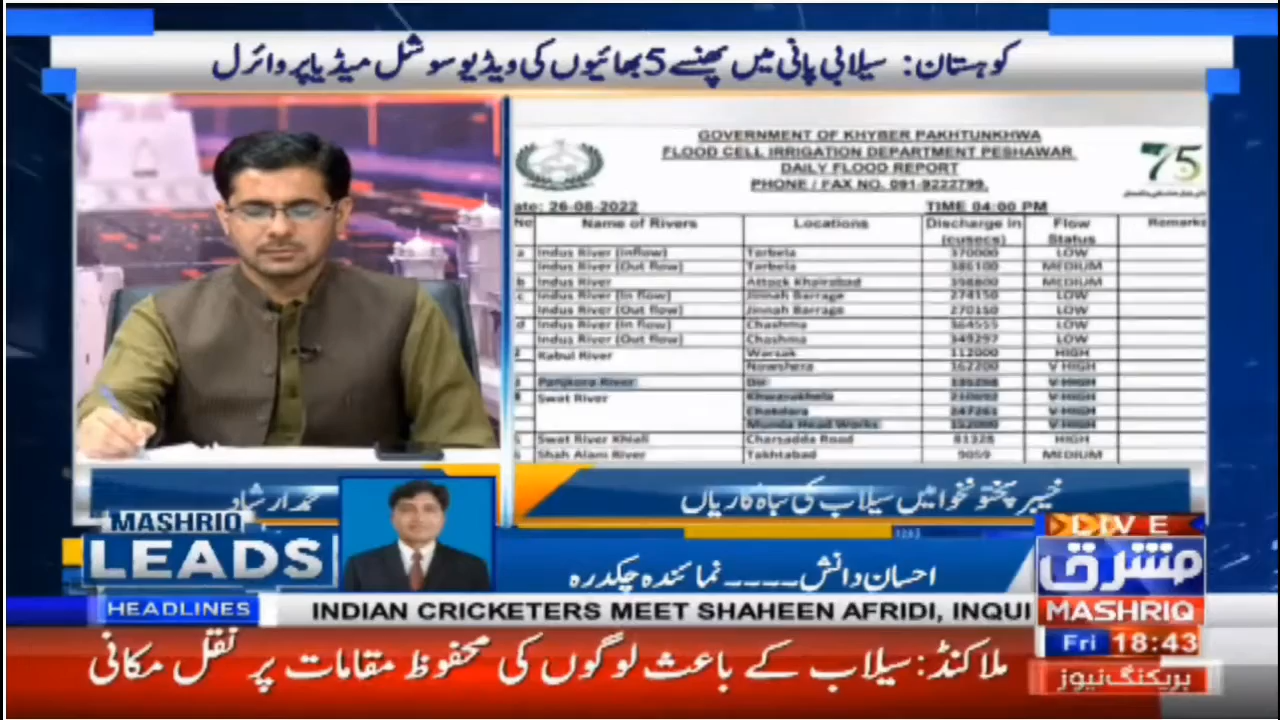 کوہستان: سیلابی پانی میں پھنسے 5 بھائیوں کی ویڈیو سوشل میڈیا پر وائرل
GOVERNMENT OF KHYBER PAKHTUNKHWA
FLOOD CELL IRRIGATION DEPARTMENT PESHAWAR
DAILY FLOOD REPORT
PHONE / FAX NO. 091-9222799.
75
ate: 26-08-2022 TIME 04:00 PM
Name of Rivers Locations Discharge in (cusecs) Flow Status Remarks
a Indus River (Inflow) Tarbela 370000 LOW
Indus River (Out flow) Tarbela 386100 MEDIUM
b Indus River Attock Khairabad 398800 MEDIUM
c Indus River (In flow) Jinnah Barrage 274150 LOW
Indus River (Out flow) Jinnah Barrage 270150 LOW
d Indus River (In flow) Chashma 364555 LOW
Indus River (Out flow) Chashma 349297 LOW
Kabul River Warsak 112000 HIGH
Nowshera 162200 V HIGH
Panjkora River Dir V HIGH
Swat River Khwazakhela V HIGH
Chakdara 247261 V HIGH
Munda Head Works V HIGH
Swat River Khiali Charsadda Road 81328 HIGH
Shah Alam River Takhtabad 9059 MEDIUM
محمد ارشاد
خیبر پختونخوا میں سیلاب کی تباہ کاریاں
MASHRIQ
LEADS
احسان دانش ---- نمائندہ چکدرہ
LIVE
مشرق
MASHRIQ
HEADLINES INDIAN CRICKETERS MEET SHAHEEN AFRIDI, INQUI
Fri 18:43
ملاکنڈ: سیلاب کے باعث لوگوں کی محفوظ مقامات پر نقل مکانی
بریکنگ نیوز